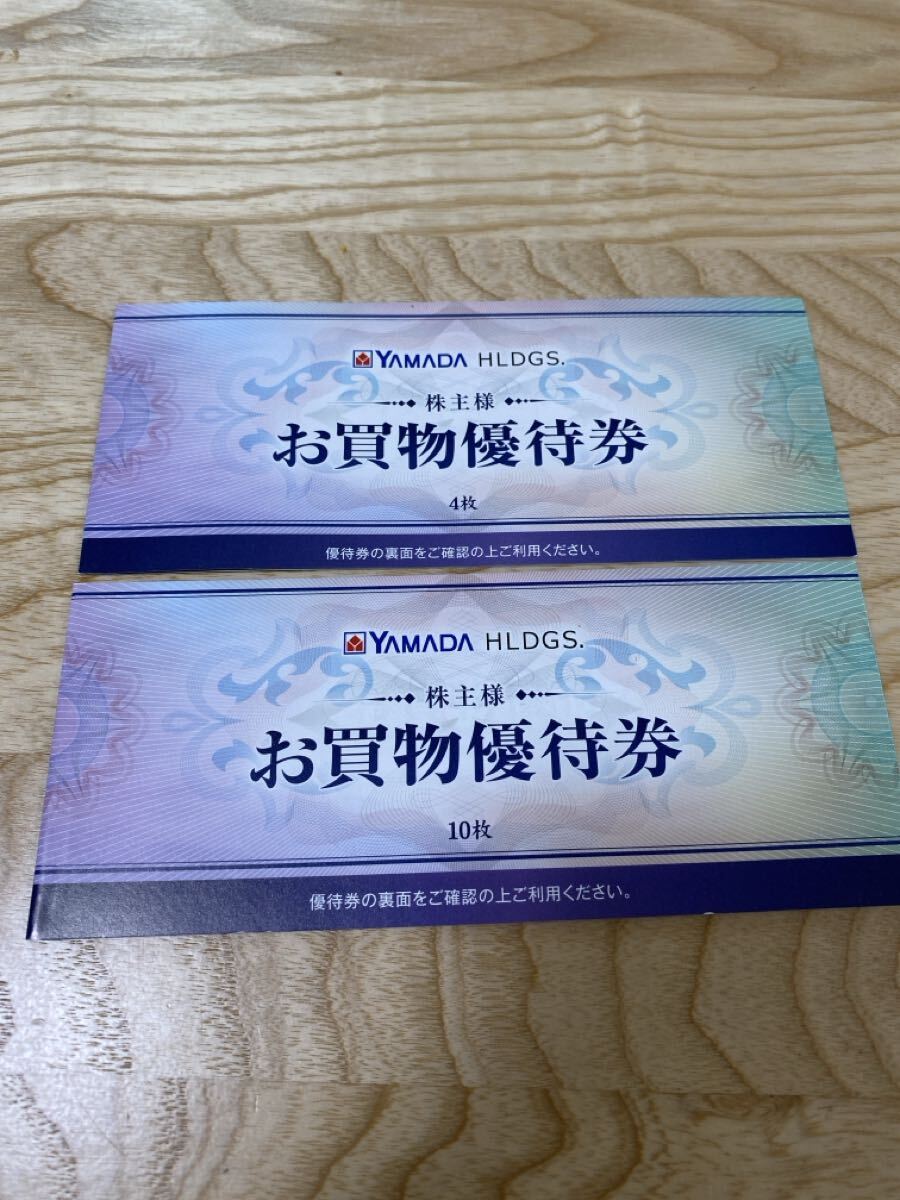 YAMADA HLDGS.
株主様
お買物優待券
4枚
優待券の裏面をご確認の上ご利用ください。
YAMADA HLDGS.
株主様
お買物優待券
10枚
優待券の裏面をご確認の上ご利用ください。